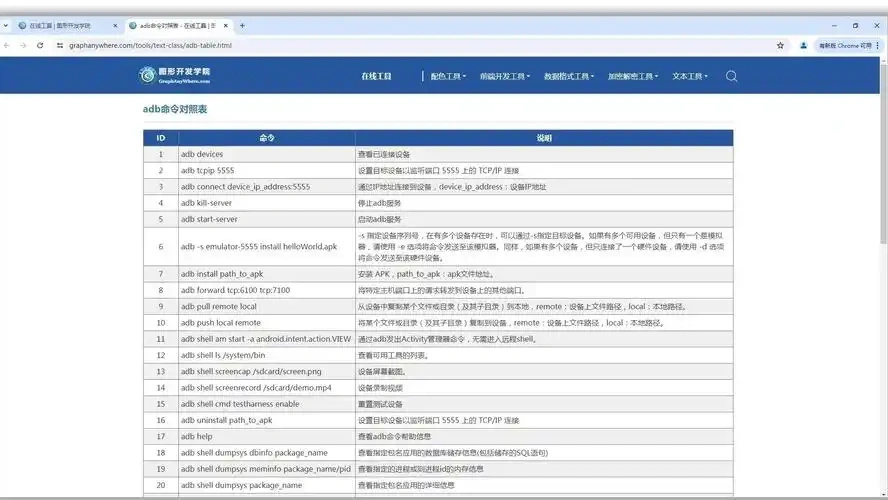 在线工具 | 图形开发学院
adb命令对照表 - 在线工具 | 图
graphanywhere.com/tools/text-class/adb-table.html
有新版 Chrome 可用
图形开发学院
GraphAnyWhere.com
在线工具 配色工具 前端开发工具 数据格式工具 加密解密工具 文本工具
adb命令对照表
ID 命令 说明
1 adb devices 查看已连接设备
2 adb tcpip 5555 设置目标设备以监听端口 5555 上的 TCP/IP 连接
3 adb connect device_ip_address:5555 通过IP地址连接到设备，device_ip_address：设备IP地址
4 adb kill-server 停止adb服务
5 adb start-server 启动adb服务
6 adb -s emulator-5555 install helloWorld.apk -s 指定设备序列号，在有多个设备存在时，可以通过-s指定目标设备。如果有多个可用设备，但只有一个是模拟
器，请使用 -e 选项将命令发送至该模拟器。同样，如果有多个设备，但只连接了一个硬件设备，请使用 -d 选项
将命令发送至该硬件设备。
7 adb install path_to_apk 安装 APK，path_to_apk：apk文件地址。
8 adb forward tcp:6100 tcp:7100 将特定主机端口上的请求转发到设备上的其他端口。
9 adb pull remote local 从设备中复制某个文件或目录（及其子目录）到本地，remote：设备上文件路径，local：本地路径。
10 adb push local remote 将某个文件或目录（及其子目录）复制到设备，remote：设备上文件路径，local：本地路径。
11 adb shell am start -a android.intent.action.VIEW 通过adb发出Activity管理器命令，无需进入远程shell。
12 adb shell ls /system/bin 查看可用工具的列表。
13 adb shell screencap /sdcard/screen.png 设备屏幕截图。
14 adb shell screenrecord /sdcard/demo.mp4 设备录制视频
15 adb shell cmd testharness enable 重置测试设备
16 adb uninstall path_to_apk 设置目标设备以监听端口 5555 上的 TCP/IP 连接
17 adb help 查看adb命令帮助信息
18 adb shell dumpsys dbinfo package_name 查看指定包名应用的数据库储存信息(包括储存的SQL语句)
19 adb shell dumpsys meminfo package_name/pid 查看指定的进程或则进程id的内存信息
20 adb shell dumpsys package_name 查看指定包名应用的详细信息